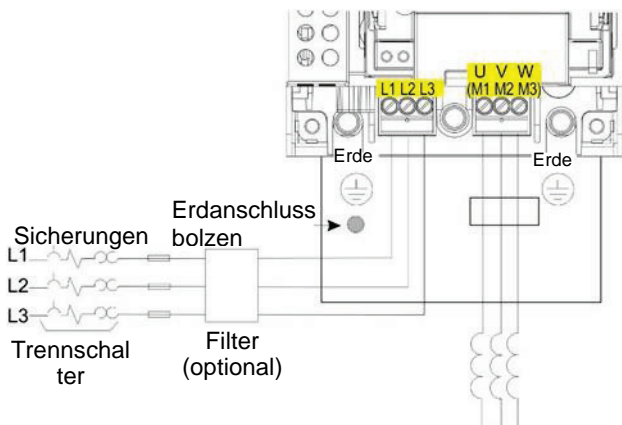 U V W
L1 L2 L3
(M1 M2 M3)
Erde
Erde
Erdanschluss
bolzen
Sicherungen
L1
L2
L3
Trennschal
ter
Filter
(optional)